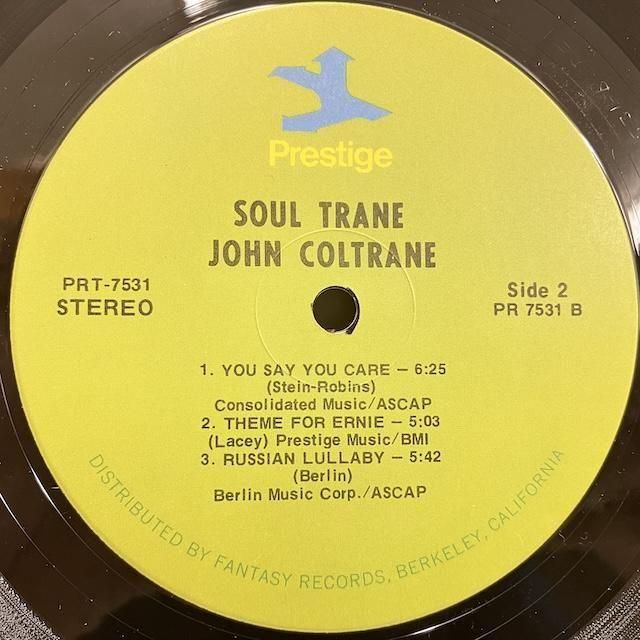 Prestige
SOUL TRANE
JOHN COLTRANE
PRT-7531
STEREO
Side 2
PR 7531 B
1. YOU SAY YOU CARE – 6:25
(Stein-Robins)
Consolidated Music/ASCAP
2. THEME FOR ERNIE – 5:03
(Lacey) Prestige Music/BMI
3. RUSSIAN LULLABY – 5:42
(Berlin)
Berlin Music Corp./ASCAP
DISTRIBUTED BY FANTASY RECORDS, BERKELEY, CALIFORNIA